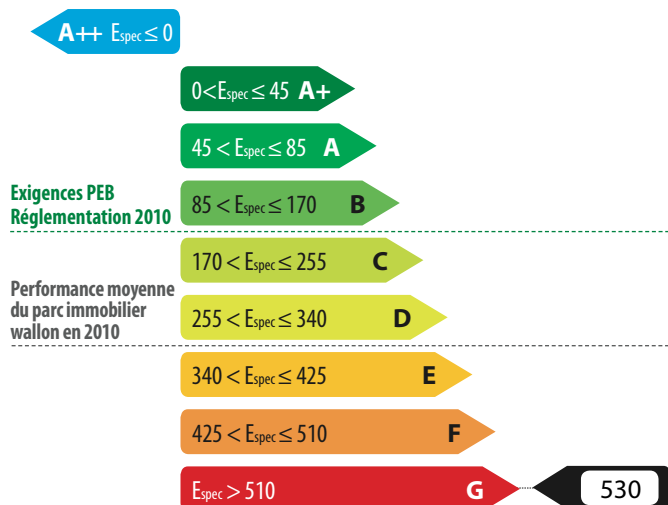 A++ Espec ≤ 0
0<Espec ≤ 45 A+
45 < Espec ≤ 85 A
Exigences PEB
Réglementation 2010
85 < Espec ≤ 170 B
170 < Espec ≤ 255 C
Performance moyenne
du parc immobilier
wallon en 2010
255 < Espec ≤ 340 D
340 < Espec ≤ 425 E
425 < Espec ≤ 510 F
Espec > 510 G
530